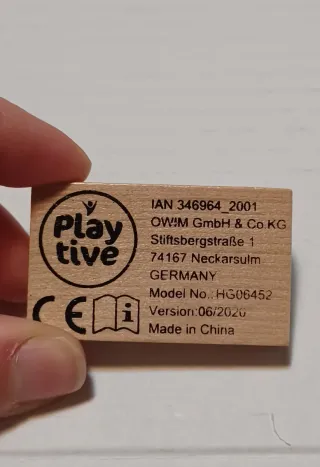 Play
tive
IAN 346964_2001
OWIM GmbH & Co.KG
Stiftsbergstraße 1
74167 Neckarsulm
GERMANY
Model No.: HG06452
Version:06/2020
Made in China
CE i